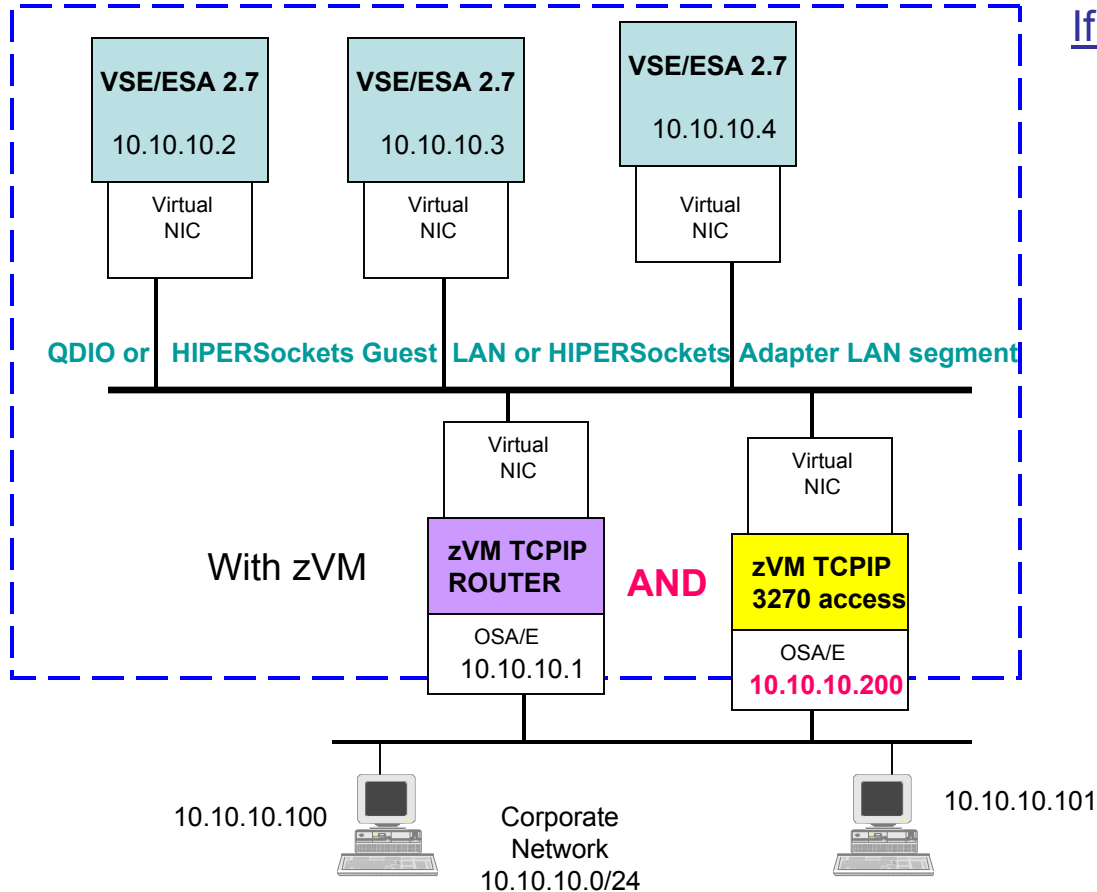 If
VSE/ESA 2.7
10.10.10.2
VSE/ESA 2.7
10.10.10.3
VSE/ESA 2.7
10.10.10.4
Virtual
NIC
Virtual
NIC
Virtual
NIC
QDIO or HIPERSockets Guest LAN or HIPERSockets Adapter LAN segment
Virtual
NIC
Virtual
NIC
With zVM
zVM TCPIP
ROUTER
AND
zVM TCPIP
3270 access
OSA/E
10.10.10.1
OSA/E
10.10.10.200
10.10.10.100
Corporate
Network
10.10.10.0/24
10.10.10.101